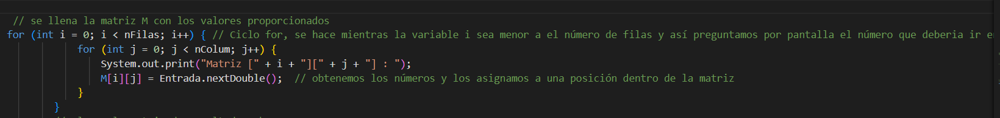 // se llena la matriz M con los valores proporcionados
for (int i = 0; i < nFilas; i++) { // Ciclo for, se hace mientras la variable i sea menor a el número de filas y así preguntamos por pantalla el número que deberia ir
for (int j = 0; j < nColum; j++) {
System.out.print("Matriz [" + i + "][" + j + "] : ");
M[i][j] = Entrada.nextDouble();  // obtenemos los números y los asignamos a una posición dentro de la matriz
}
}